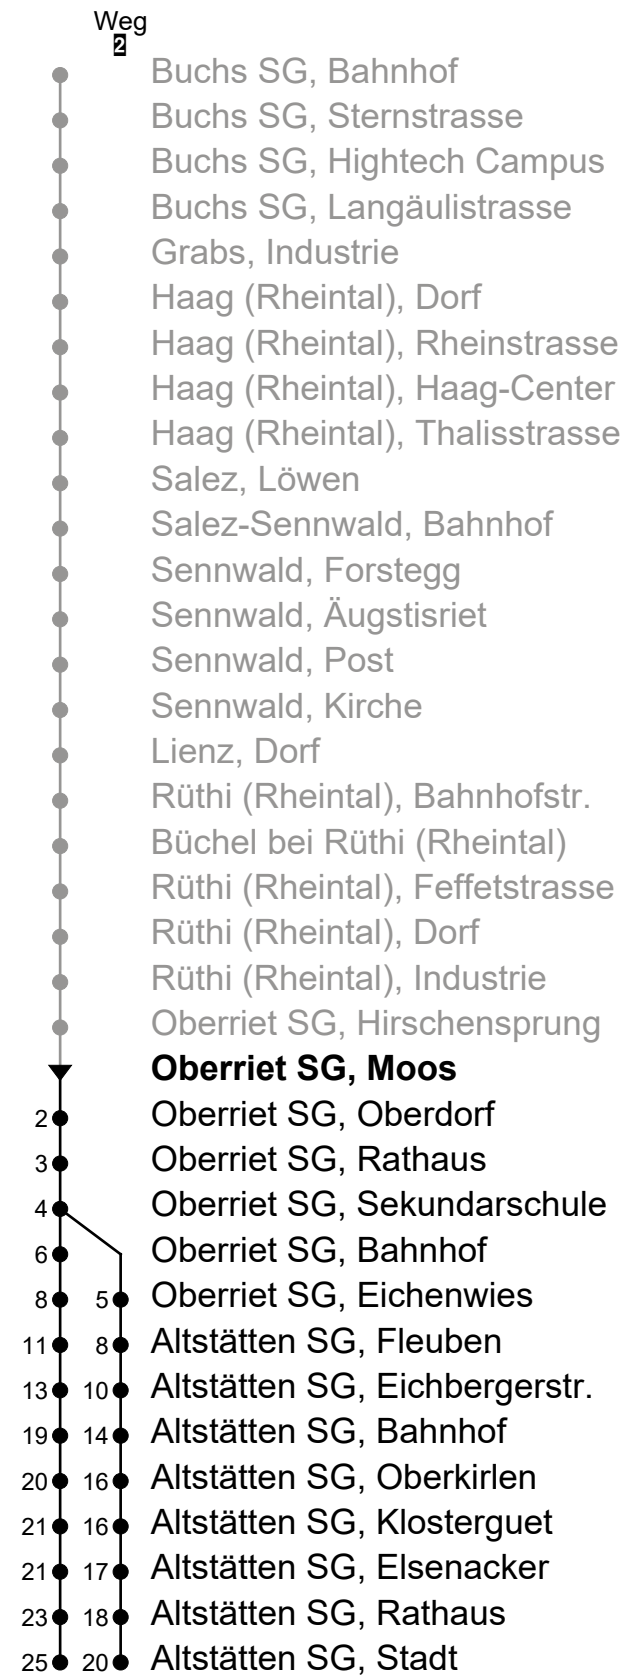 Weg
2
Buchs SG, Bahnhof
Buchs SG, Sternstrasse
Buchs SG, Hightech Campus
Buchs SG, Langäulistrasse
Grabs, Industrie
Haag (Rheintal), Dorf
Haag (Rheintal), Rheinstrasse
Haag (Rheintal), Haag-Center
Haag (Rheintal), Thalisstrasse
Salez, Löwen
Salez-Sennwald, Bahnhof
Sennwald, Forstegg
Sennwald, Äugstisriet
Sennwald, Post
Sennwald, Kirche
Lienz, Dorf
Rüthi (Rheintal), Bahnhofstr.
Büchel bei Rüthi (Rheintal)
Rüthi (Rheintal), Feffetstrasse
Rüthi (Rheintal), Dorf
Rüthi (Rheintal), Industrie
Oberriet SG, Hirschensprung
Oberriet SG, Moos
2 Oberriet SG, Oberdorf
3 Oberriet SG, Rathaus
4 Oberriet SG, Sekundarschule
6 Oberriet SG, Bahnhof
8 5 Oberriet SG, Eichenwies
11 8 Altstätten SG, Fleuben
13 10 Altstätten SG, Eichbergerstr.
19 14 Altstätten SG, Bahnhof
20 16 Altstätten SG, Oberkirlen
21 16 Altstätten SG, Klosterguet
21 17 Altstätten SG, Elsenacker
23 18 Altstätten SG, Rathaus
25 20 Altstätten SG, Stadt